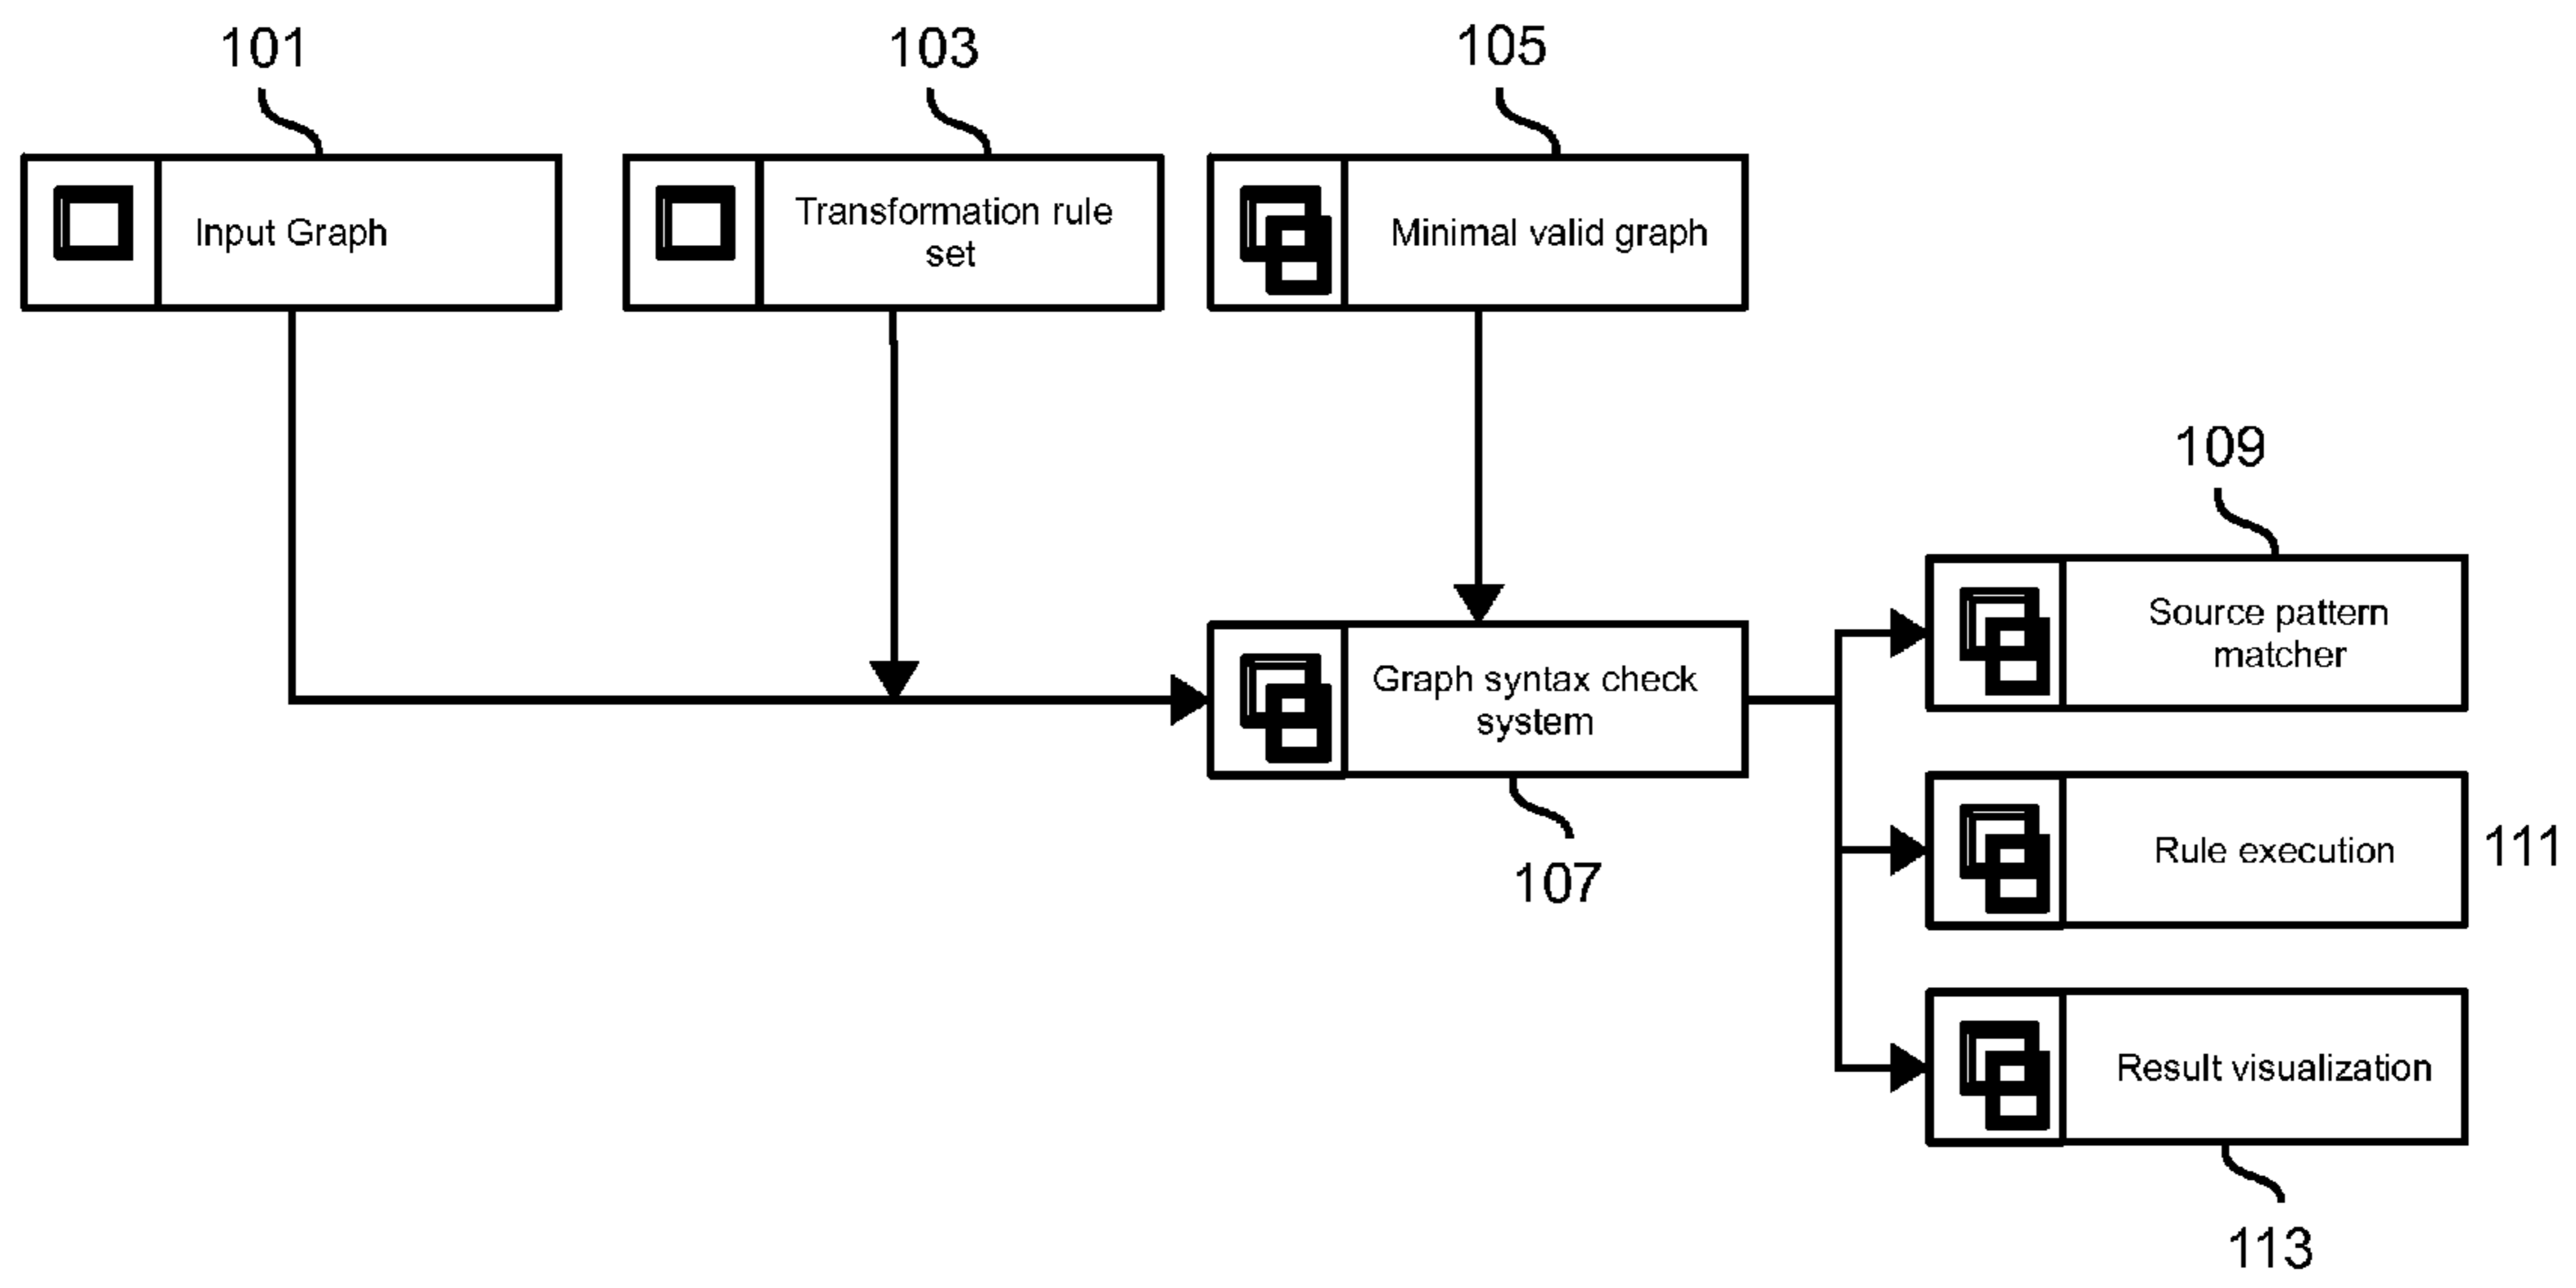 101
103
105
Input Graph
Transformation rule
set
Minimal valid graph
109
Source pattern
matcher
Graph syntax check
system
107
Rule execution
111
Result visualization
113